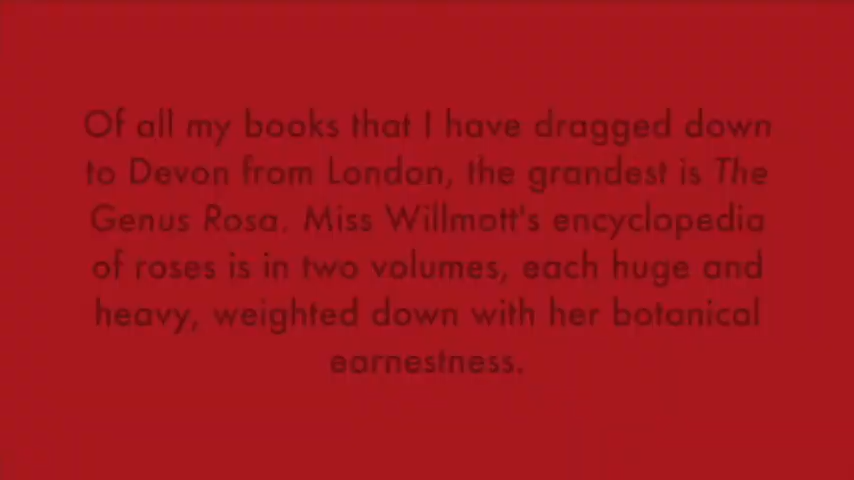 Of all my books that I have dragged down
to Devon from London, the grandest is The
Genus Rosa. Miss Willmott's encyclopedia
of roses is in two volumes, each huge and
heavy, weighted down with her botanical
earnestness.